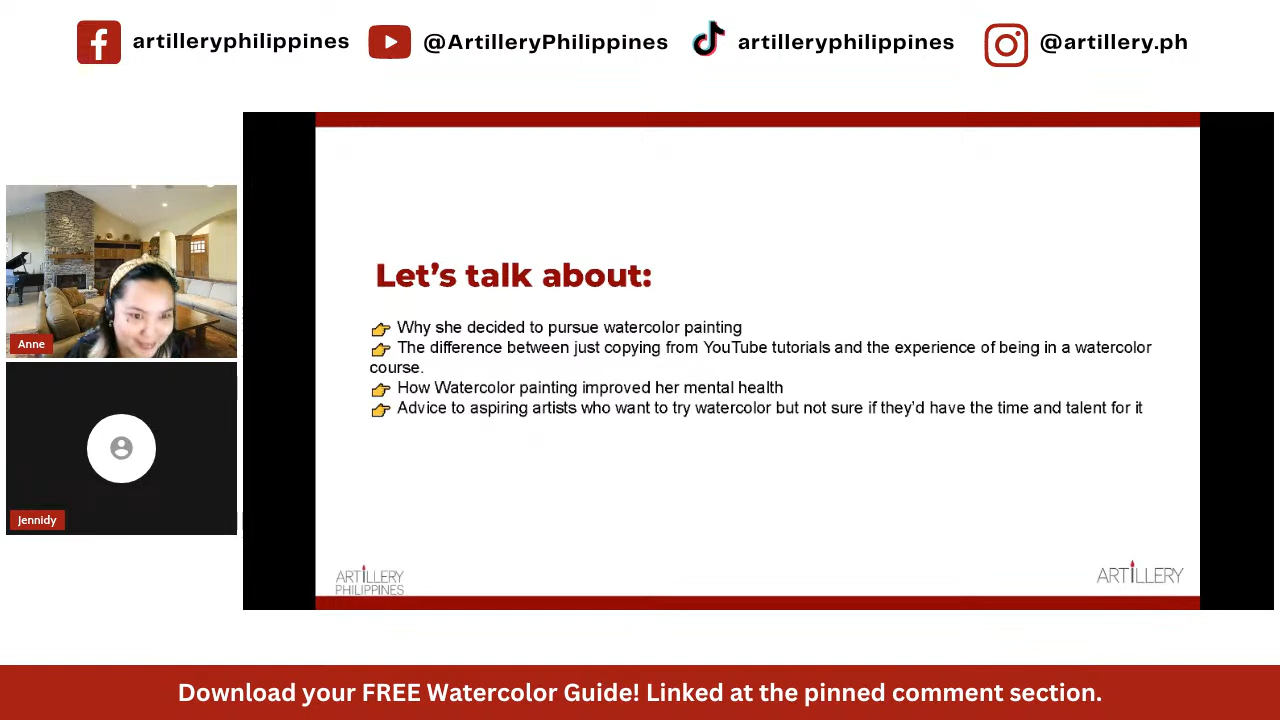 artilleryphilippines @ArtilleryPhilippines artilleryphilippines @artillery.ph
Let's talk about:
👉 Why she decided to pursue watercolor painting
👉 The difference between just copying from YouTube tutorials and the experience of being in a watercolor
course.
👉 How Watercolor painting improved her mental health
👉 Advice to aspiring artists who want to try watercolor but not sure if they'd have the time and talent for it
Anne
Jennidy
ARTILLERY
PHILIPPINES
ARTILLERY
Download your FREE Watercolor Guide! Linked at the pinned comment section.